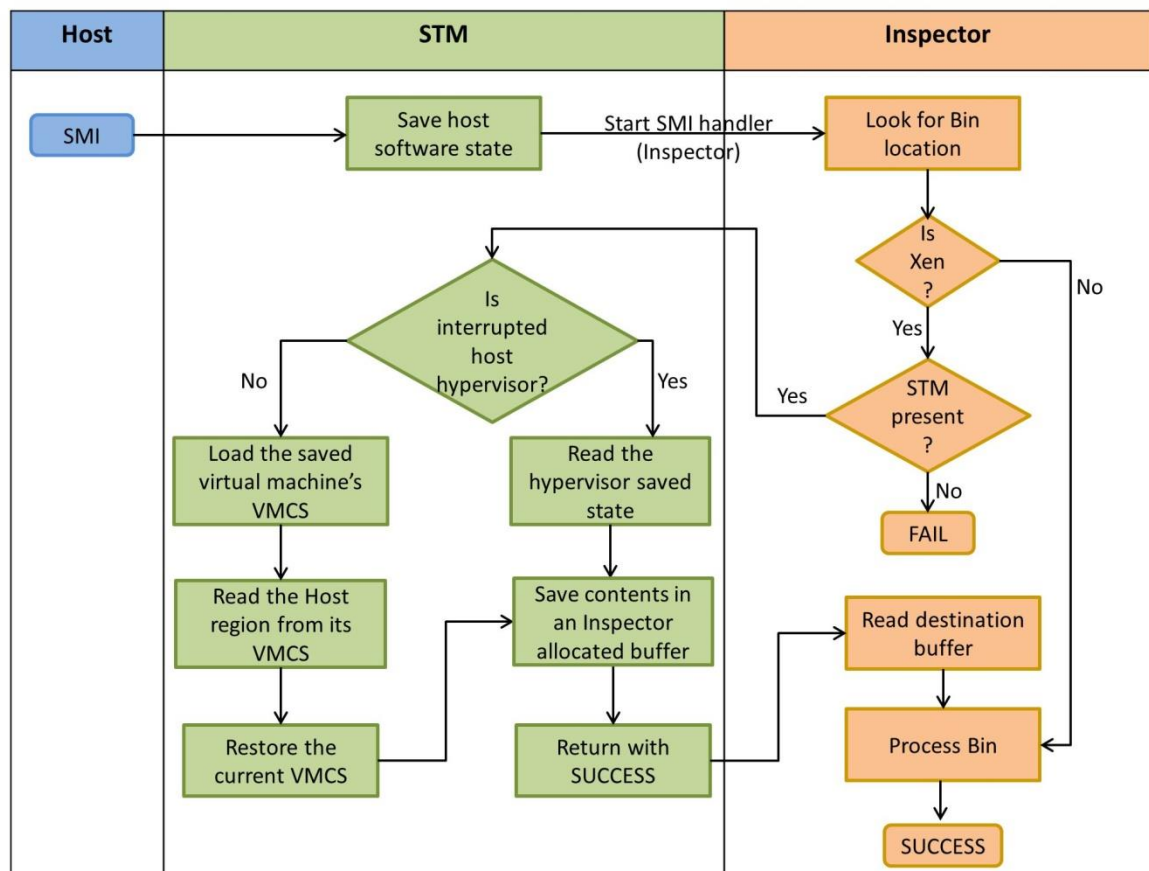 Host
STM
Inspector
SMI
Save host
software state
Start SMI handler
(Inspector)
Look for Bin
location
Is
Xen
?
No
Yes
Is
interrupted
host
hypervisor?
No
Yes
STM
present
?
Yes
No
FAIL
Load the saved
virtual machine's
VMCS
Read the
hypervisor saved
state
Read the Host
region from its
VMCS
Save contents in
an Inspector
allocated buffer
Read destination
buffer
Restore the
current VMCS
Return with
SUCCESS
Process Bin
SUCCESS